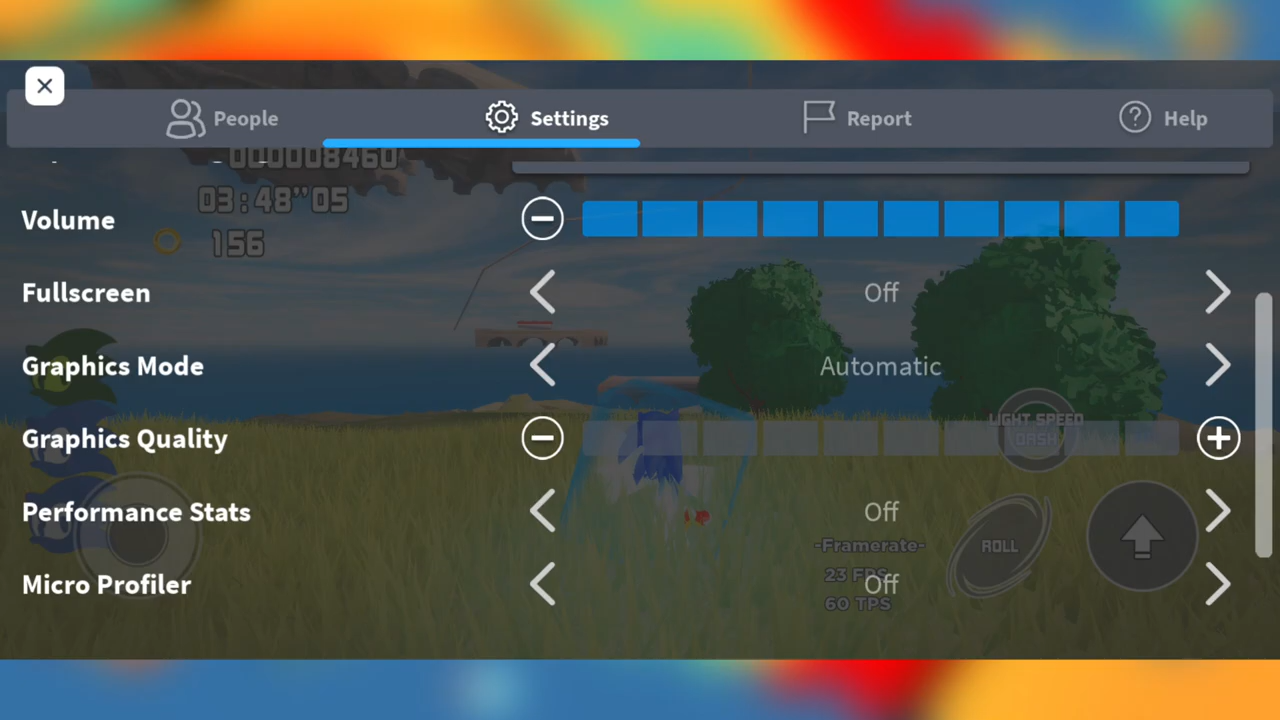 People
Settings
Report
Help
000008460
03:48"05
156
Volume
Fullscreen
Off
Graphics Mode
Automatic
Graphics Quality
LIGHT SPEED
DASH
Performance Stats
Off
-Framerate-
ROLL
23 FPS
Micro Profiler
Off
60 TPS